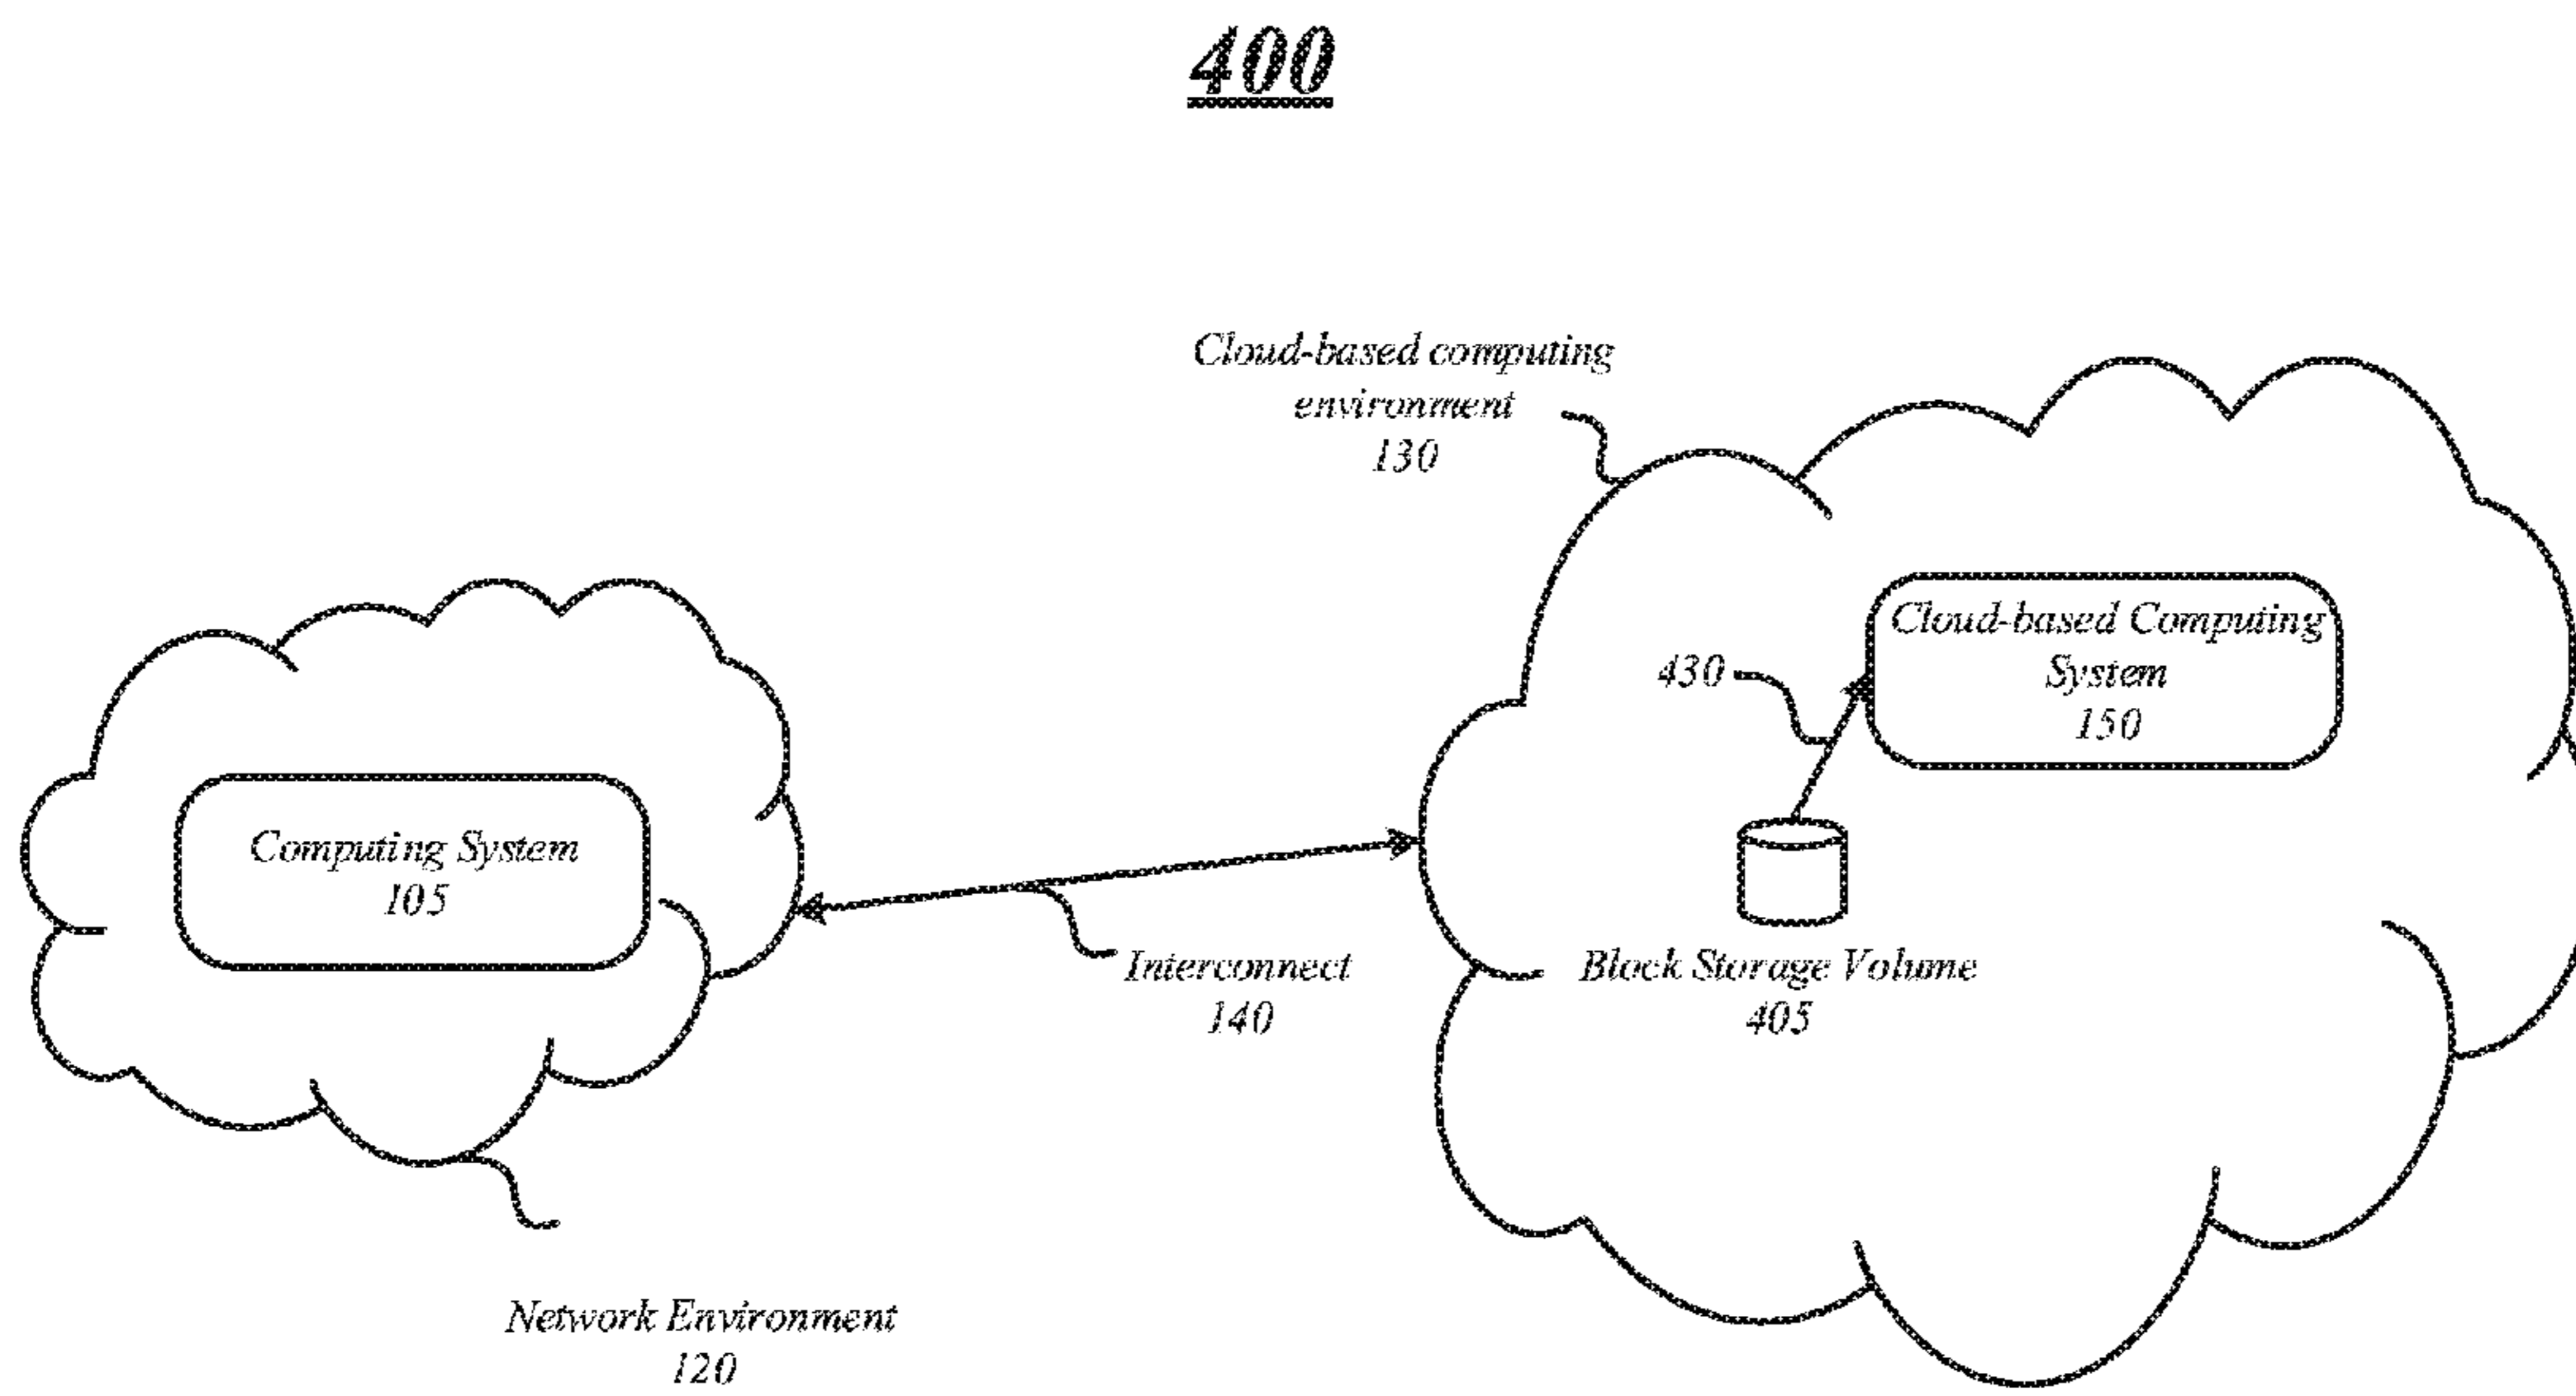 400
Cloud-based computing
environment
130
Cloud-based Computing
System
150
430
Computing System
105
Interconnect
140
Block Storage Volume
405
Network Environment
120